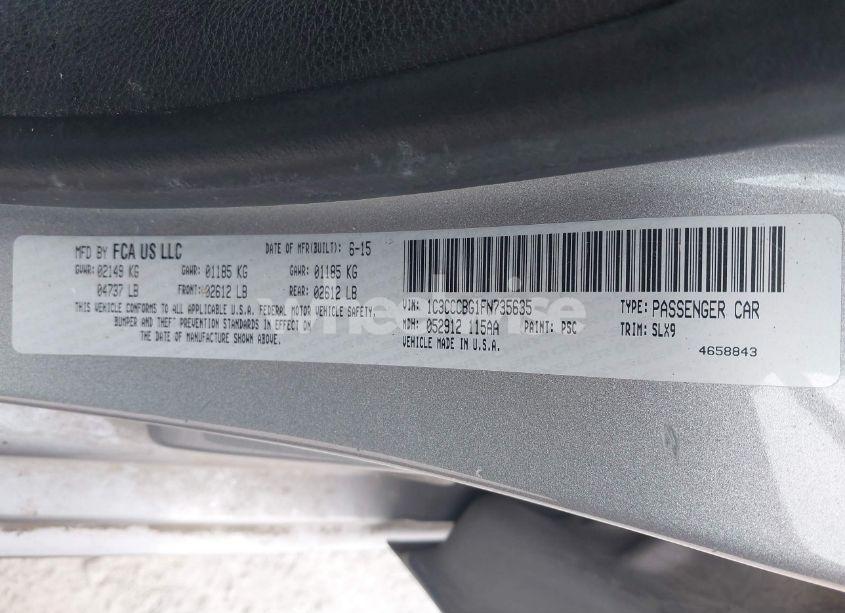 MFD BY FCA US LLC DATE OF MFR(BUILT): 6-15
GVWR: 02149 KG GAWR: 01185 KG GAWR: 01185 KG
04737 LB FRONT: 02612 LB REAR: 02612 LB
THIS VEHICLE CONFORMS TO ALL APPLICABLE U.S.A. FEDERAL MOTOR VEHICLE SAFETY,
BUMPER AND THEFT PREVENTION STANDARDS IN EFFECT ON
THE DATE OF MANUFACTURE SHOWN ABOVE.
VIN: 1C3CCCBG1FN735635 TYPE: PASSENGER CAR
MDH: 052912 115AA PAINT: PSC TRIM: SLX9
VEHICLE MADE IN U.S.A. 4658843